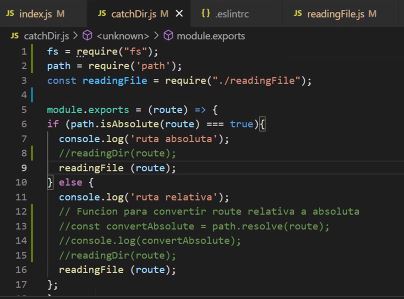 index.js M
catchDir.js M
.eslintrc
readingFile.js M
catchDir.js > <unknown> > module.exports
1 fs = require("fs");
2 path = require('path');
3 const readingFile = require("./readingFile");
4
5 module.exports = (route) => {
6 if (path.isAbsolute(route) === true){
7 console.log('ruta absoluta');
8 //readingDir(route);
9 readingFile (route);
10 } else {
11 console.log('ruta relativa');
12 // Funcion para convertir route relativa a absoluta
13 //const convertAbsolute = path.resolve(route);
14 //console.log(convertAbsolute);
15 //readingDir(route);
16 readingFile (route);
17 };